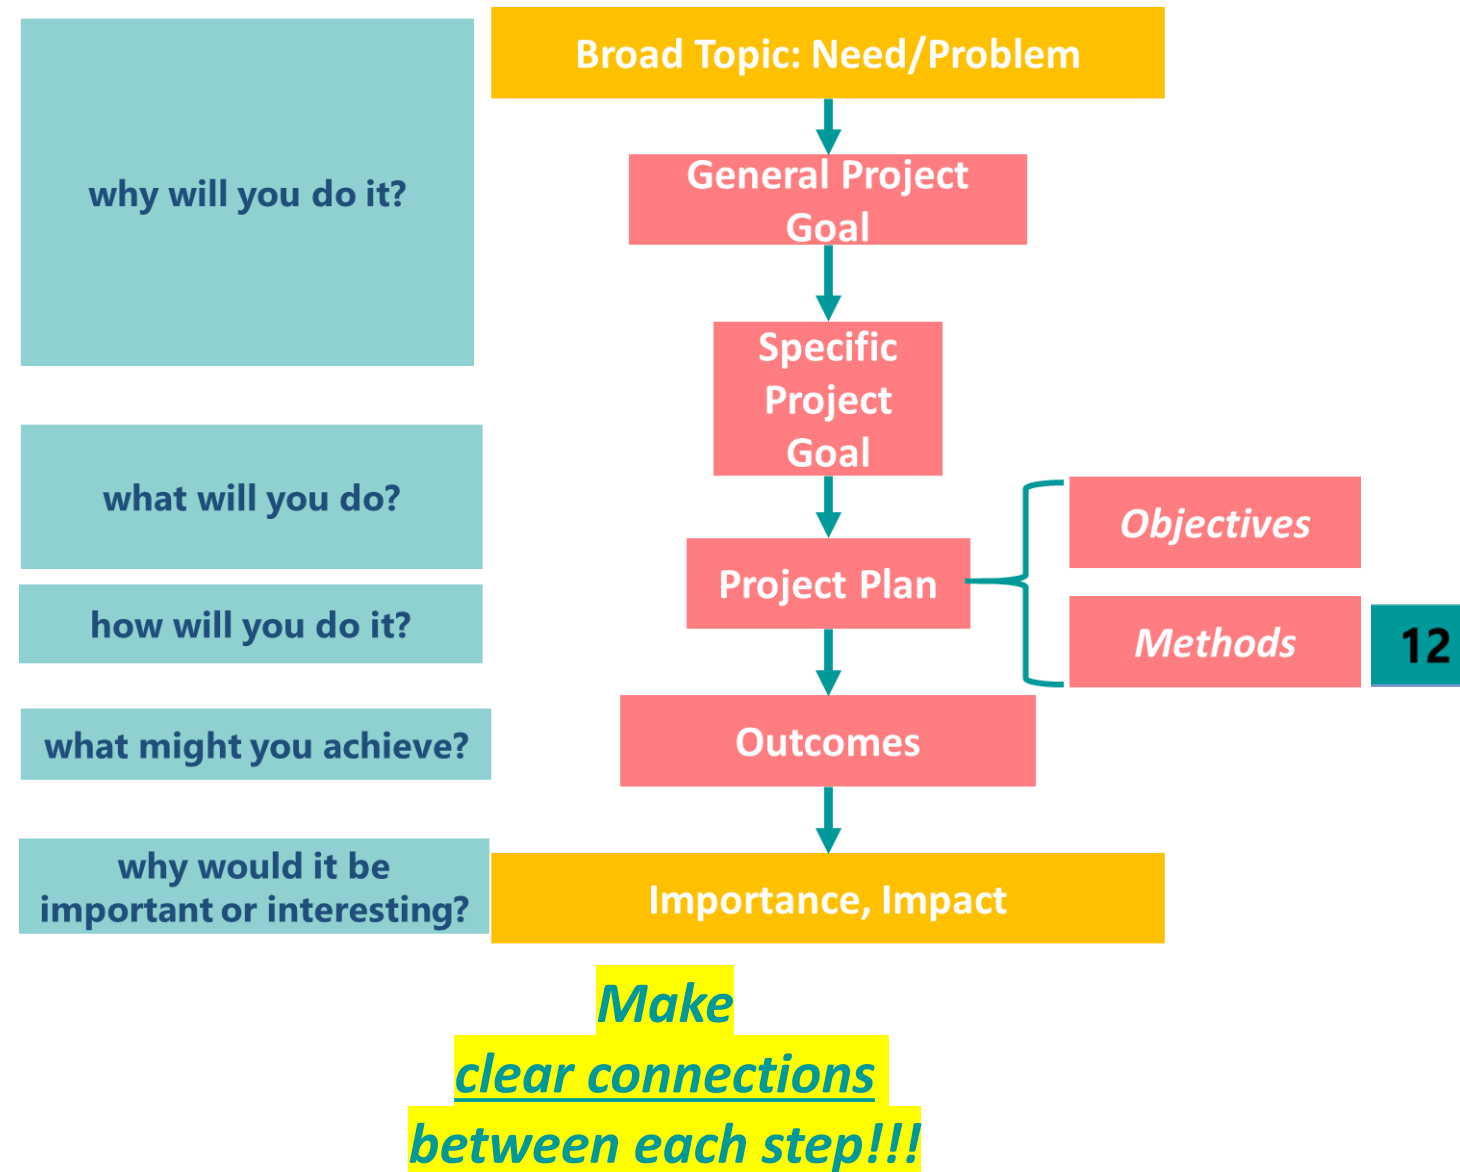 Broad Topic: Need/Problem
why will you do it?
General Project
Goal
Specific
Project
Goal
what will you do?
Objectives
Project Plan
how will you do it?
Methods
12
what might you achieve?
Outcomes
why would it be
important or interesting?
Importance, Impact
Make
clear connections
between each step!!!